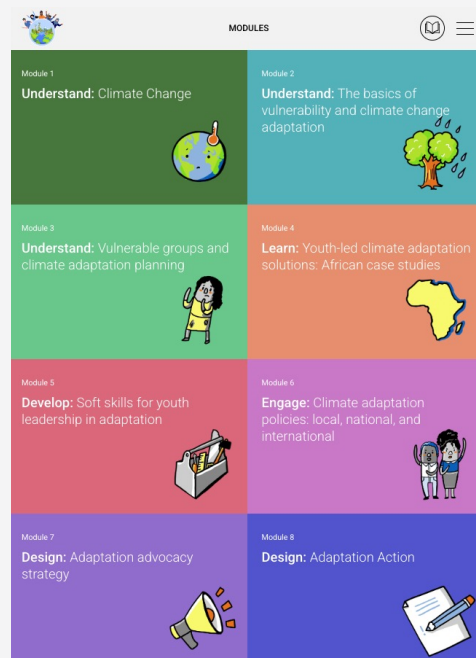 MODULES
Module 1
Understand: Climate Change
Module 2
Understand: The basics of
vulnerability and climate change
adaptation
Module 3
Understand: Vulnerable groups and
climate adaptation planning
Module 4
Learn: Youth-led climate adaptation
solutions: African case studies
Module 5
Develop: Soft skills for youth
leadership in adaptation
Module 6
Engage: Climate adaptation
policies: local, national, and
international
Module 7
Design: Adaptation advocacy
strategy
Module 8
Design: Adaptation Action